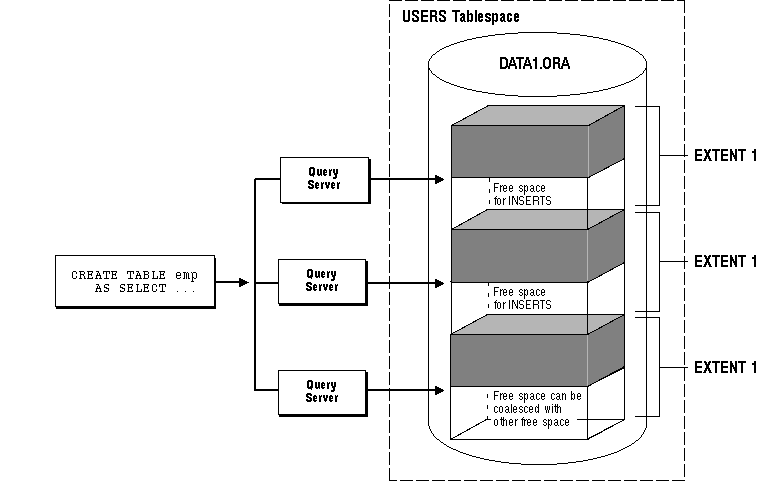 USERS Tablespace
DATA1.ORA
Query
Server
EXTENT 1
Free space
for INSERTS
CREATE TABLE emp
AS SELECT ...
Query
Server
EXTENT 1
Free space
for INSERTS
Query
Server
EXTENT 1
Free space can be
coalesced with
other free space